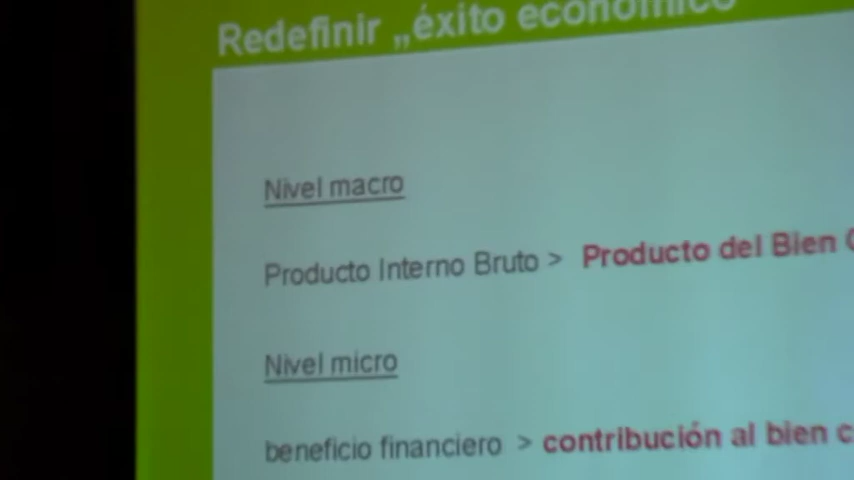 Redefinir „éxito económico
Nivel macro
Producto Interno Bruto > Producto del Bien
Nivel micro
beneficio financiero > contribución al bien